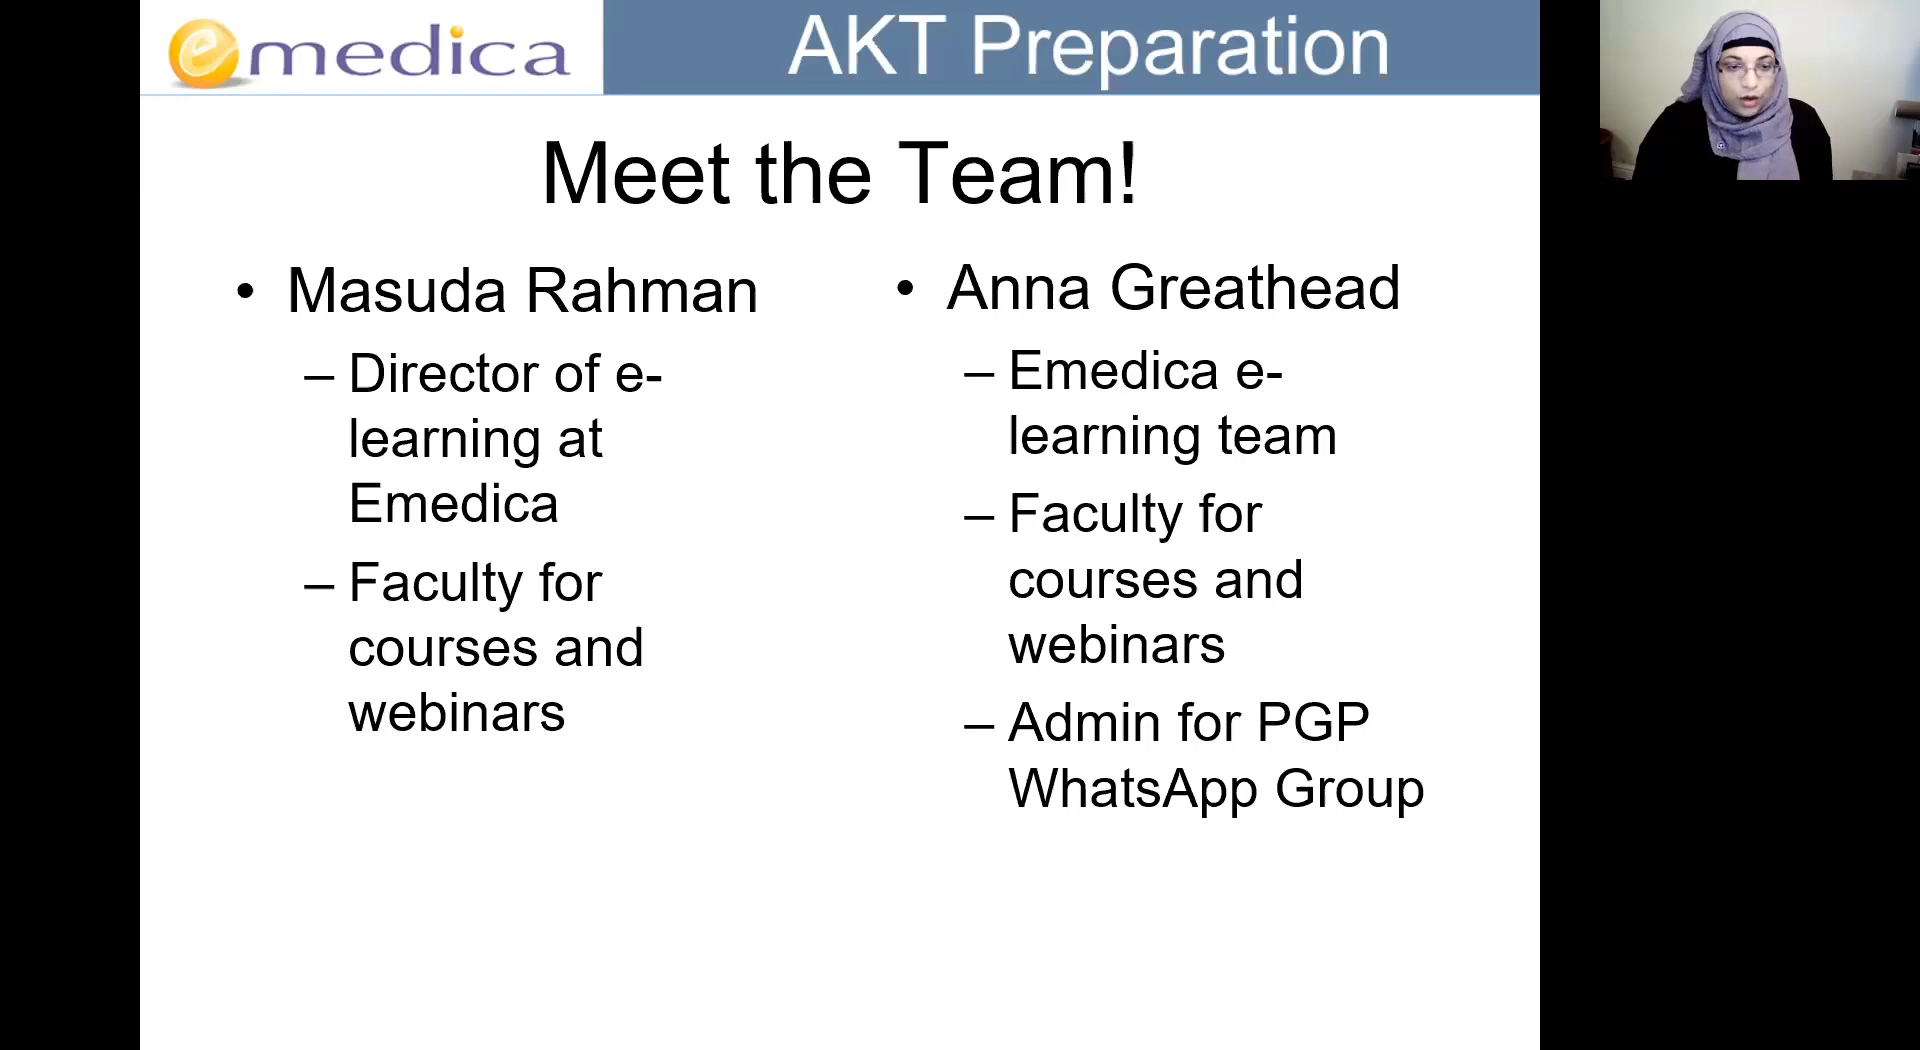 emedica
AKT Preparation
Meet the Team!
• Masuda Rahman
– Director of e-
learning at
Emedica
– Faculty for
courses and
webinars
• Anna Greathead
– Emedica e-
learning team
– Faculty for
courses and
webinars
– Admin for PGP
WhatsApp Group